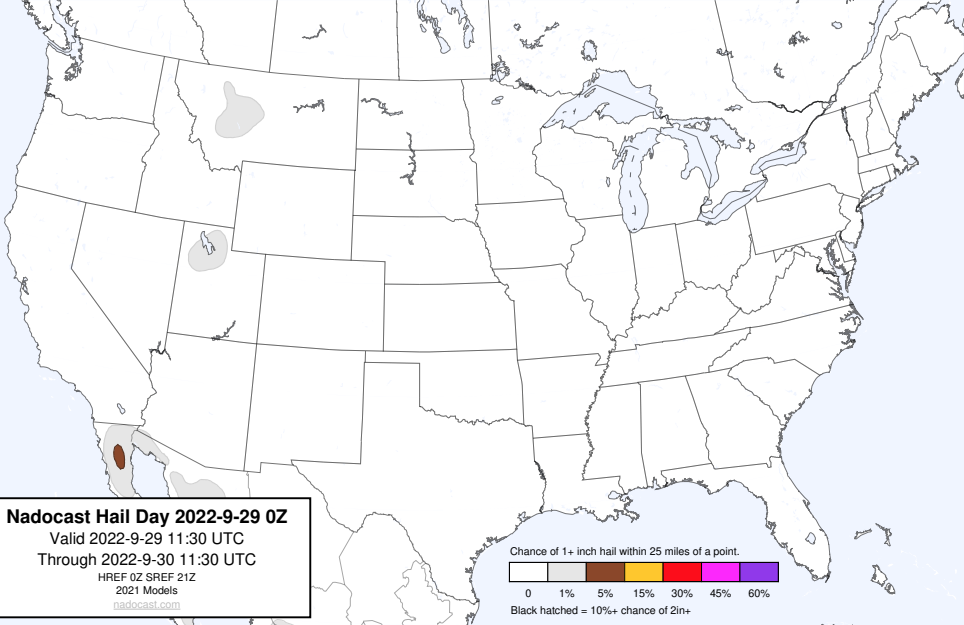 Nadocast Hail Day 2022-9-29 0Z
Valid 2022-9-29 11:30 UTC
Through 2022-9-30 11:30 UTC
HREF 0Z SREF 21Z
2021 Models
nadocast.com
Chance of 1+ inch hail within 25 miles of a point.
0 1% 5% 15% 30% 45% 60%
Black hatched = 10%+ chance of 2in+